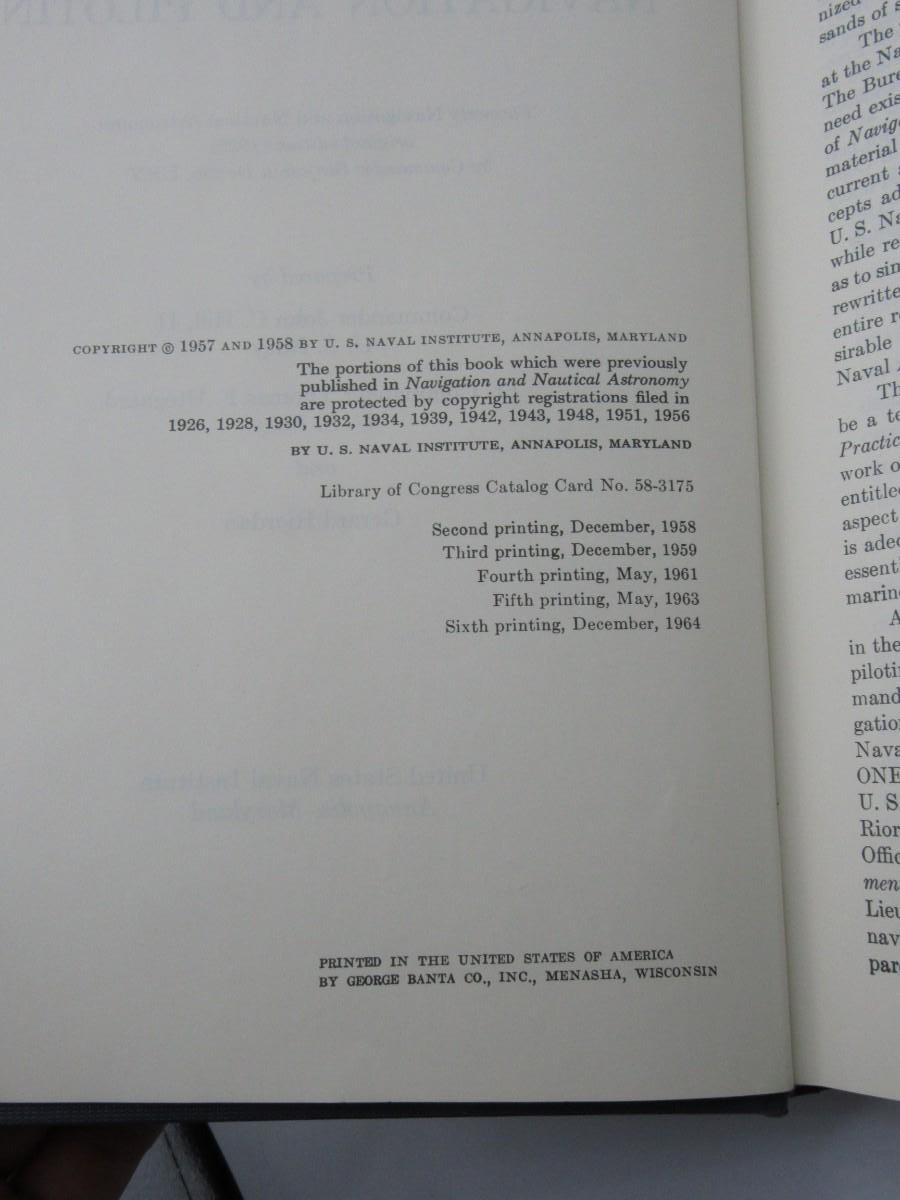 COPYRIGHT © 1957 AND 1958 BY U. S. NAVAL INSTITUTE, ANNAPOLIS, MARYLAND
The portions of this book which were previously
published in Navigation and Nautical Astronomy
are protected by copyright registrations filed in
1926, 1928, 1930, 1932, 1934, 1939, 1942, 1943, 1948, 1951, 1956
BY U. S. NAVAL INSTITUTE, ANNAPOLIS, MARYLAND
Library of Congress Catalog Card No. 58-3175
Second printing, December, 1958
Third printing, December, 1959
Fourth printing, May, 1961
Fifth printing, May, 1963
Sixth printing, December, 1964
PRINTED IN THE UNITED STATES OF AMERICA
BY GEORGE BANTA CO., INC., MENASHA, WISCONSIN
nized
sands of
The
at the Na
The Bure
need exis
of Navig
material
current
cepts ad
U. S. Na
while re
as to sin
rewritte
entire r
sirable
Naval
Th
be a te
Practic
work o
entitle
aspect
is adec
essent
marin
A
in the
piloti
mand
gatio
Nava
ONE
U. S
Rior
Offic
men
Lieu
nav
par